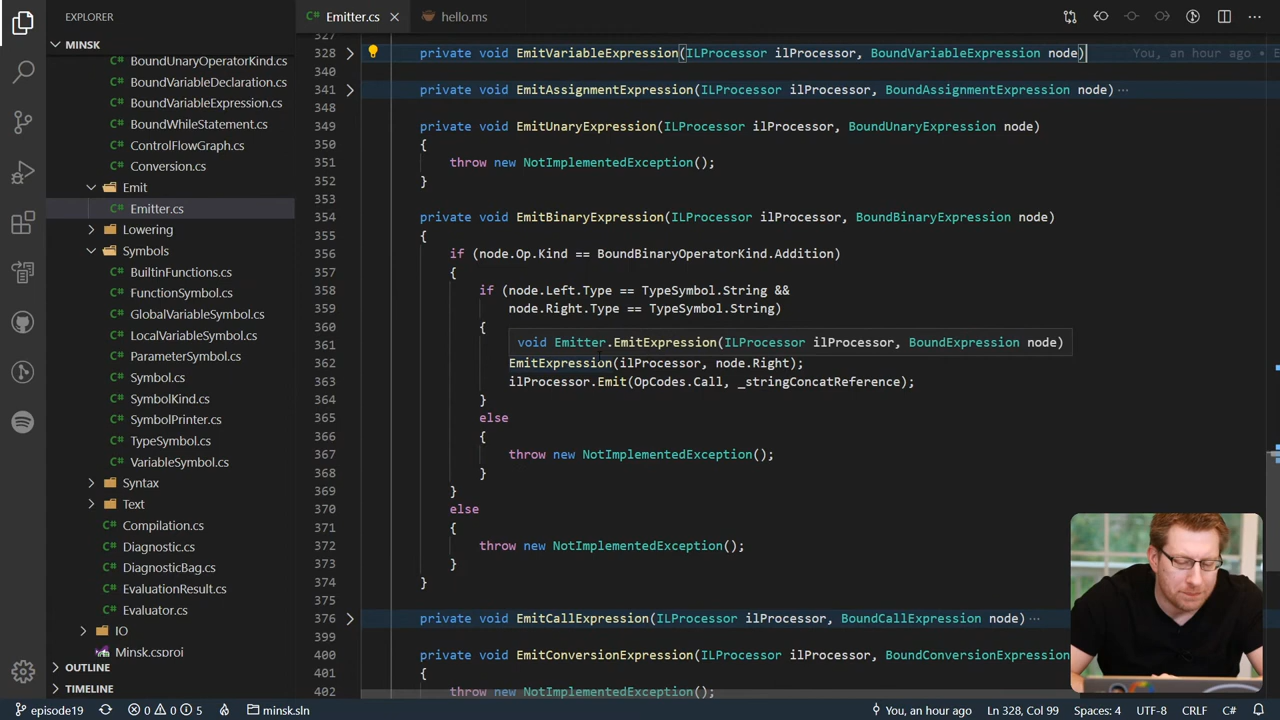 EXPLORER
Emitter.cs
hello.ms
MINSK
BoundUnaryOperatorKind.cs
BoundVariableDeclaration.cs
BoundVariableExpression.cs
BoundWhileStatement.cs
ControlFlowGraph.cs
Conversion.cs
Emit
Emitter.cs
Lowering
Symbols
BuiltinFunctions.cs
FunctionSymbol.cs
GlobalVariableSymbol.cs
LocalVariableSymbol.cs
ParameterSymbol.cs
Symbol.cs
SymbolKind.cs
SymbolPrinter.cs
TypeSymbol.cs
VariableSymbol.cs
Syntax
Text
Compilation.cs
Diagnostic.cs
DiagnosticBag.cs
EvaluationResult.cs
Evaluator.cs
IO
Minsk.csproj
OUTLINE
TIMELINE
327
328 private void EmitVariableExpression(ILProcessor ilProcessor, BoundVariableExpression node) You, an hour ago •
340
341 private void EmitAssignmentExpression(ILProcessor ilProcessor, BoundAssignmentExpression node)···
348
349 private void EmitUnaryExpression(ILProcessor ilProcessor, BoundUnaryExpression node)
350 {
351 throw new NotImplementedException();
352 }
353
354 private void EmitBinaryExpression(ILProcessor ilProcessor, BoundBinaryExpression node)
355 {
356 if (node.Op.Kind == BoundBinaryOperatorKind.Addition)
357 {
358 if (node.Left.Type == TypeSymbol.String &&
359 node.Right.Type == TypeSymbol.String)
360 {
361 void Emitter.EmitExpression(ILProcessor ilProcessor, BoundExpression node)
362 EmitExpression(ilProcessor, node.Right);
363 ilProcessor.Emit(OpCodes.Call, _stringConcatReference);
364 }
365 else
366 {
367 throw new NotImplementedException();
368 }
369 }
370 else
371 {
372 throw new NotImplementedException();
373 }
374 }
375
376 private void EmitCallExpression(ILProcessor ilProcessor, BoundCallExpression node)···
399
400 private void EmitConversionExpression(ILProcessor ilProcessor, BoundConversionExpression
401 {
402 throw new NotImplementedException();
episode19 0 0 5 minsk.sln You, an hour ago Ln 328, Col 99 Spaces: 4 UTF-8 CRLF C#